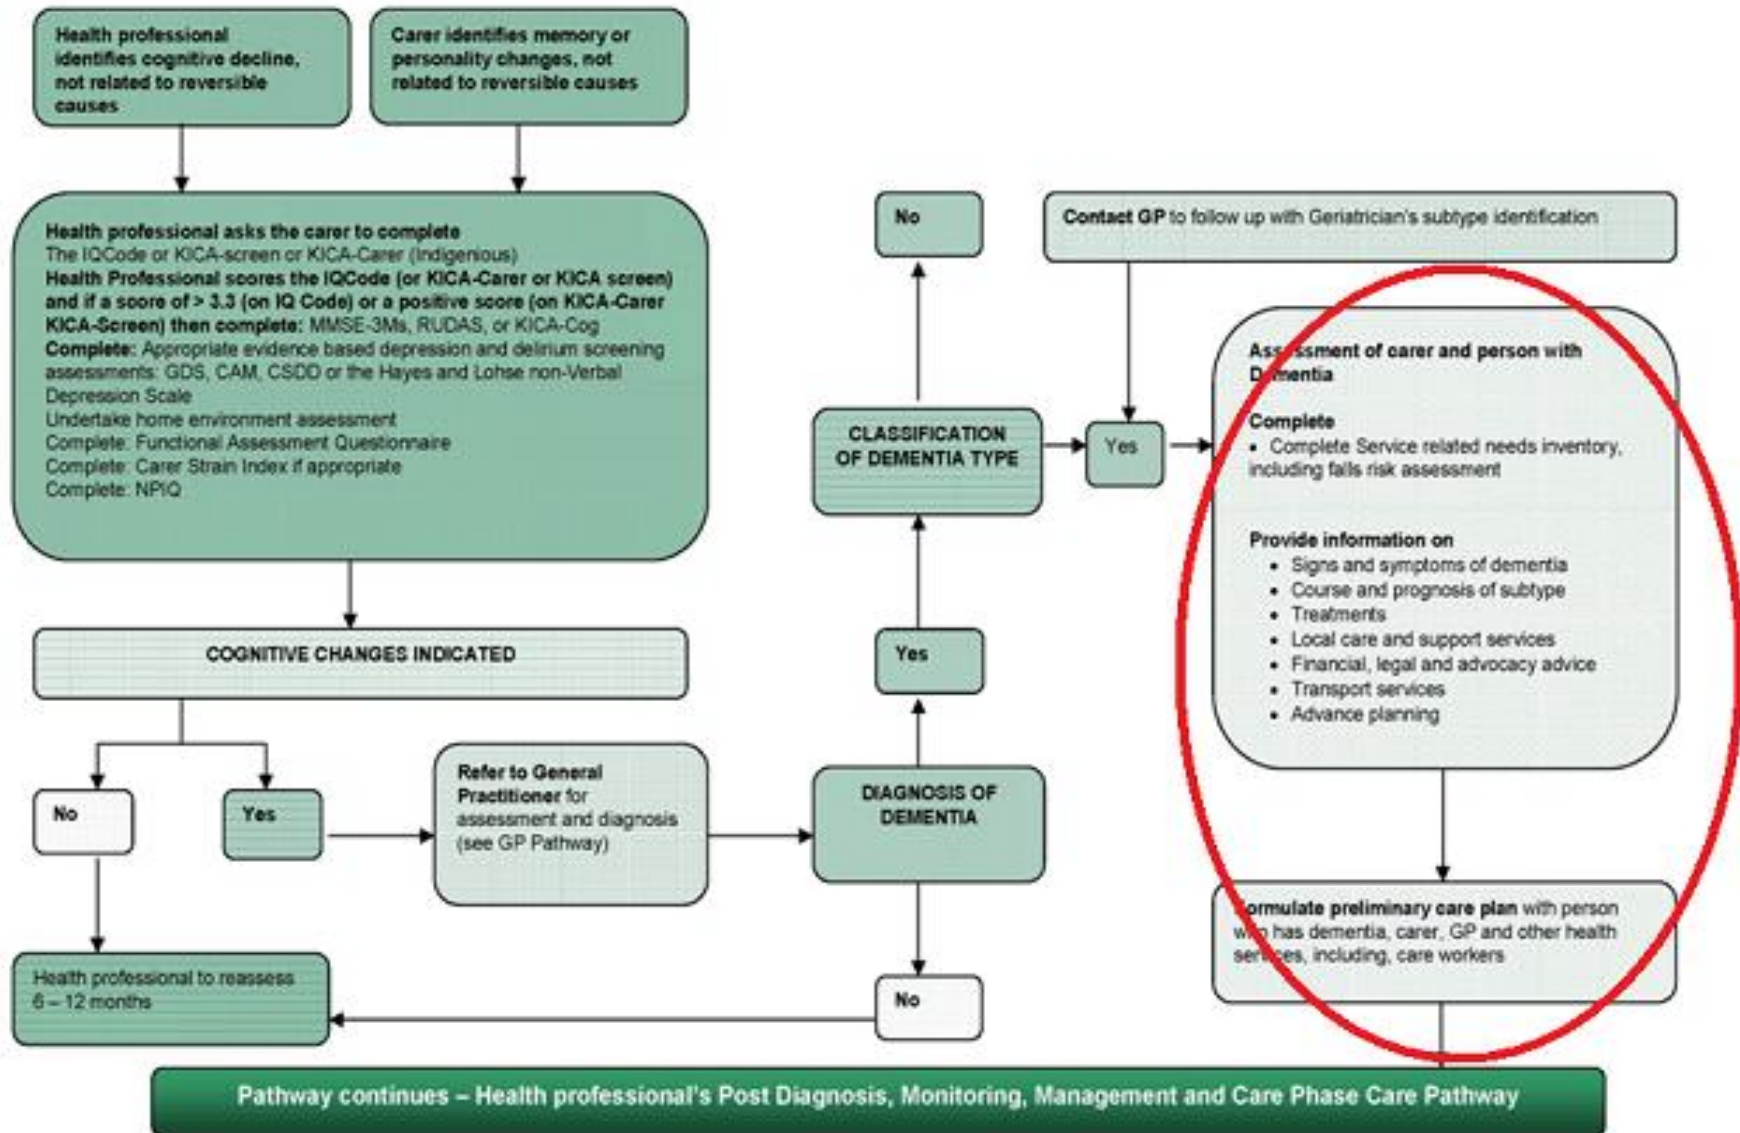 Health professional
identifies cognitive decline,
not related to reversible
causes
Carer identifies memory or
personality changes, not
related to reversible causes
Health professional asks the carer to complete
The IQCode or KICA-screen or KICA-Carer (Indigenious)
Health Professional scores the IQCode (or KICA-Carer or KICA screen)
and if a score of > 3.3 (on IQ Code) or a positive score (on KICA-Carer
KICA-Screen) then complete: MMSE-3Ms, RUDAS, or KICA-Cog
Complete: Appropriate evidence based depression and delirium screening
assessments: GDS, CAM, CSDD or the Hayes and Lohse non-Verbal
Depression Scale
Undertake home environment assessment
Complete: Functional Assessment Questionnaire
Complete: Carer Strain Index if appropriate
Complete: NPIQ
COGNITIVE CHANGES INDICATED
No
Yes
Refer to General
Practitioner for
assessment and diagnosis
(see GP Pathway)
Health professional to reassess
6 – 12 months
No
CLASSIFICATION
OF DEMENTIA TYPE
Yes
Yes
DIAGNOSIS OF
DEMENTIA
No
Contact GP to follow up with Geriatrician's subtype identification
Assessment of carer and person with
Dementia
Complete
• Complete Service related needs inventory,
including falls risk assessment
Provide information on
• Signs and symptoms of dementia
• Course and prognosis of subtype
• Treatments
• Local care and support services
• Financial, legal and advocacy advice
• Transport services
• Advance planning
Formulate preliminary care plan with person
who has dementia, carer, GP and other health
services, including, care workers
Pathway continues – Health professional's Post Diagnosis, Monitoring, Management and Care Phase Care Pathway